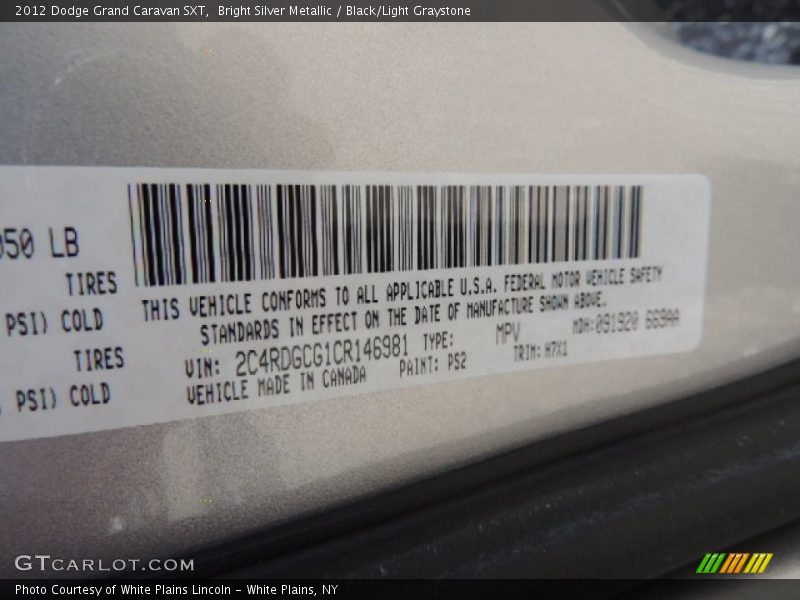 2012 Dodge Grand Caravan SXT, Bright Silver Metallic / Black/Light Graystone
050 LB
TIRES
PSI) COLD
TIRES
PSI) COLD
THIS VEHICLE CONFORMS TO ALL APPLICABLE U.S.A. FEDERAL MOTOR VEHICLE SAFETY
STANDARDS IN EFFECT ON THE DATE OF MANUFACTURE SHOWN ABOVE.
VIN: 2C4RDGCG1CR146981 TYPE: MPV MDH:091920 669AA
VEHICLE MADE IN CANADA PAINT: PS2 TRIM: H7X1
GTCARLOT.COM
Photo Courtesy of White Plains Lincoln - White Plains, NY